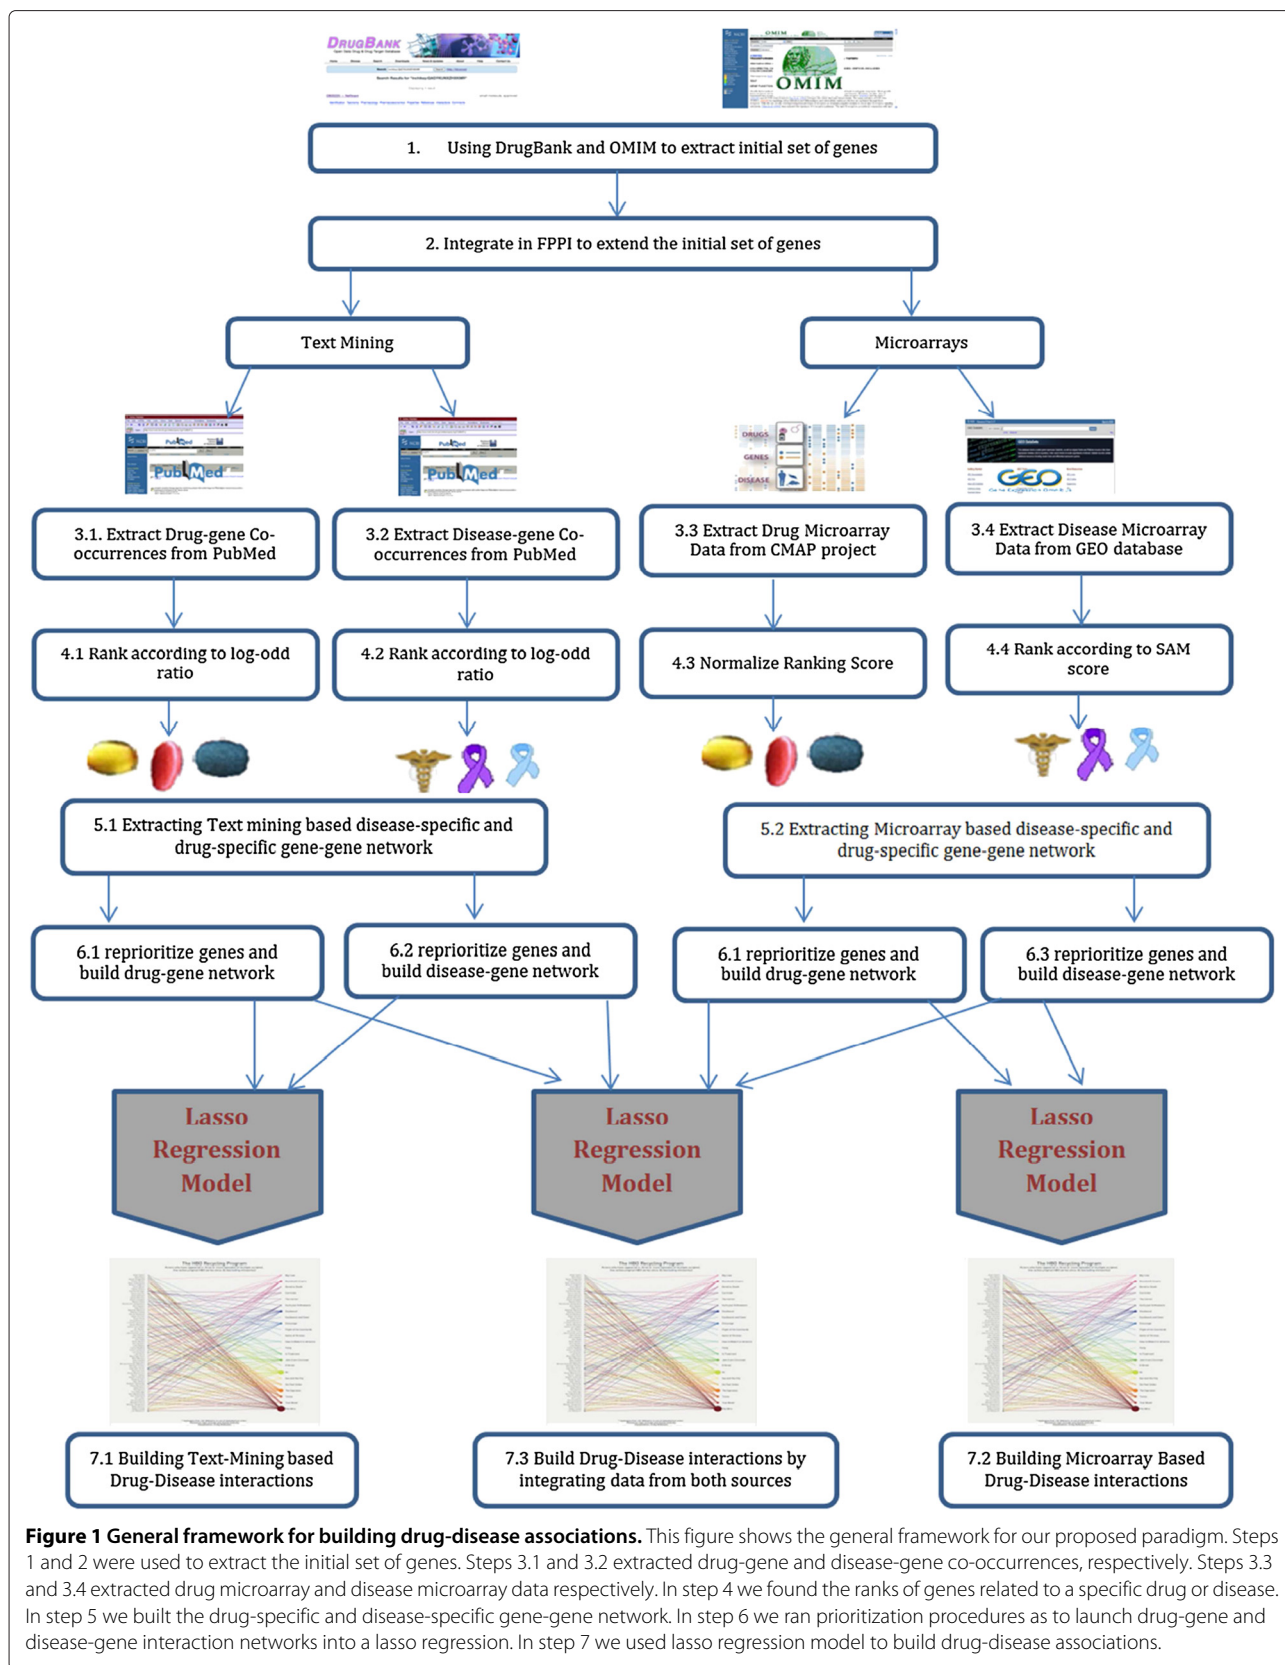 DRUGBANK
OMIM
1. Using DrugBank and OMIM to extract initial set of genes
2. Integrate in FPPI to extend the initial set of genes
Text Mining
Microarrays
PubMed
PubMed
PubMed
PubMed
DRUGS
GENES
DISEASE
GEO
3.1. Extract Drug-gene Co-
occurrences from PubMed
3.2 Extract Disease-gene Co-
occurrences from PubMed
3.3 Extract Drug Microarray
Data from CMAP project
3.4 Extract Disease Microarray
Data from GEO database
4.1 Rank according to log-odd
ratio
4.2 Rank according to log-odd
ratio
4.3 Normalize Ranking Score
4.4 Rank according to SAM
score
5.1 Extracting Text mining based disease-specific and
drug-specific gene-gene network
5.2 Extracting Microarray based disease-specific and
drug-specific gene-gene network
6.1 reprioritize genes and
build drug-gene network
6.2 reprioritize genes and
build disease-gene network
6.1 reprioritize genes and
build drug-gene network
6.3 reprioritize genes and
build disease-gene network
Lasso
Regression
Model
Lasso
Regression
Model
Lasso
Regression
Model
The HBO Recycling Program
The HBO Recycling Program
The HBO Recycling Program
7.1 Building Text-Mining based
Drug-Disease interactions
7.3 Build Drug-Disease interactions by
integrating data from both sources
7.2 Building Microarray Based
Drug-Disease interactions
Figure 1 General framework for building drug-disease associations. This figure shows the general framework for our proposed paradigm. Steps
1 and 2 were used to extract the initial set of genes. Steps 3.1 and 3.2 extracted drug-gene and disease-gene co-occurrences, respectively. Steps 3.3
and 3.4 extracted drug microarray and disease microarray data respectively. In step 4 we found the ranks of genes related to a specific drug or disease.
In step 5 we built the drug-specific and disease-specific gene-gene network. In step 6 we ran prioritization procedures as to launch drug-gene and
disease-gene interaction networks into a lasso regression. In step 7 we used lasso regression model to build drug-disease associations.